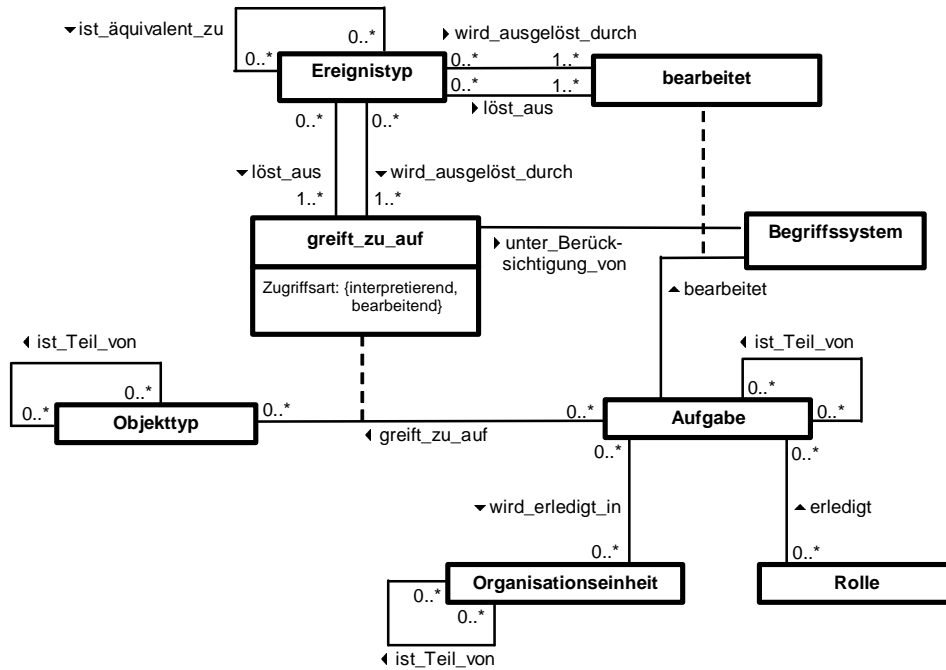 ist_äquivalent_zu
0..*
0..*
wird_ausgelöst_durch
0..*
1..*
Ereignistyp
bearbeitet
0..*
1..*
löst_aus
0..*
0..*
löst_aus
wird_ausgelöst_durch
1..*
1..*
greift_zu_auf
unter_Berück-
sichtigung_von
Begriffssystem
Zugriffsart: {interpretierend,
bearbeitend}
bearbeitet
ist_Teil_von
0..*
0..*
Objekttyp
0..*
greift_zu_auf
0..*
ist_Teil_von
0..*
0..*
Aufgabe
0..*
0..*
wird_erledigt_in
erledigt
0..*
0..*
Organisationseinheit
Rolle
0..*
0..*
ist_Teil_von